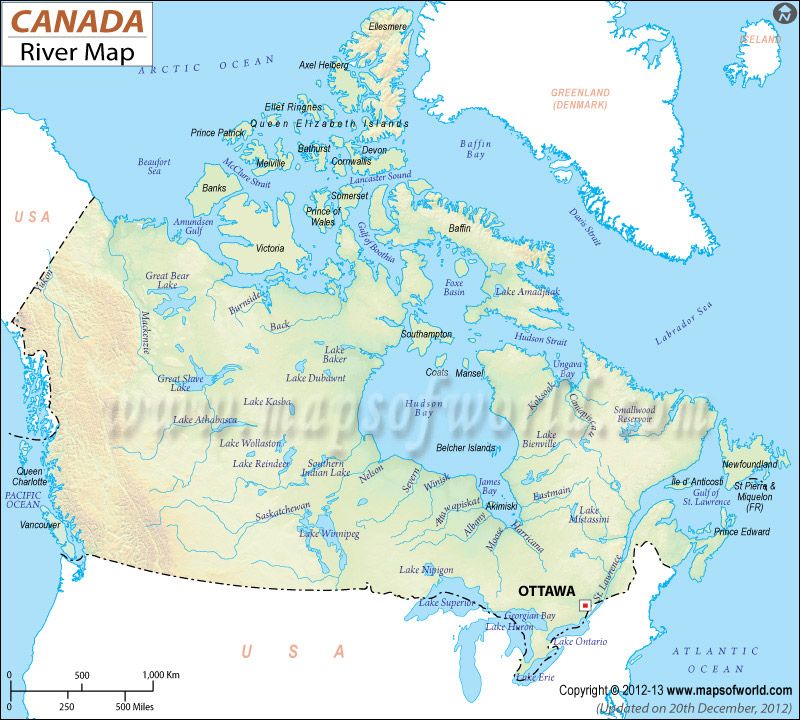 CANADA
River Map
ARCTIC OCEAN
Ellesmere
ICELAND
Axel Heiberg
GREENLAND
(DENMARK)
Ellef Ringnes
Queen Elizabeth Islands
Prince Patrick
Bathurst
Devon
Baffin
Bay
Melville
Cornwallis
Beaufort
Sea
McClure Strait
Lancaster Sound
Banks
Somerset
USA
Prince of
Wales
Amundsen
Gulf
Davis Strait
Baffin
Victoria
Gulf of Boothia
Yukon
Great Bear
Lake
Foxe
Basin
Lake Amadjuak
Burnside
Back
Labrador Sea
Mackenzie
Southampton
Hudson Strait
Lake
Baker
Coats
Mansel
Ungava
Bay
Great Slave
Lake
Lake Dubawnt
Koksoak
Caniapiscan
Lake Kasba
Hudson
Bay
Smallwood
Reservoir
www.mapsofworld.com
Lake Athabasca
Lake Wollaston
Belcher Islands
Lake
Bienville
Lake Reindeer
Southern
Indian Lake
Nelson
Severn
Winisk
James
Bay
Newfoundland
Queen
Charlotte
Ile d' Anticosti
St Pierre &
Miquelon
(FR)
PACIFIC
OCEAN
Eastmain
Gulf of
St. Lawrence
Akimiski
Saskatchewan
Attawapiskat
Albany
Lake
Mistassini
Vancouver
Lake Winnipeg
Moose
Harricana
Prince Edward
Lake Nipigon
St Lawrence
OTTAWA
Lake Superior
Georgian Bay
Lake Huron
Lake Ontario
USA
ATLANTIC
OCEAN
Lake Erie
0 500 1,000 Km
0 250 500 Miles
Copyright © 2012-13 www.mapsofworld.com
(Updated on 20th December, 2012)